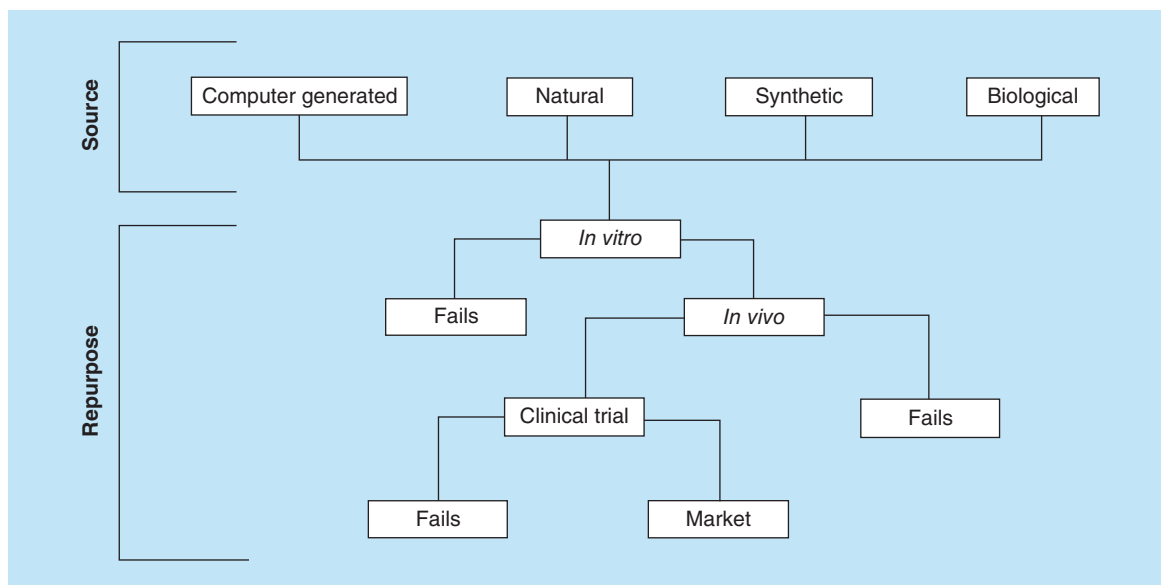 Source
Computer generated
Natural
Synthetic
Biological
Repurpose
In vitro
Fails
In vivo
Clinical trial
Fails
Fails
Market